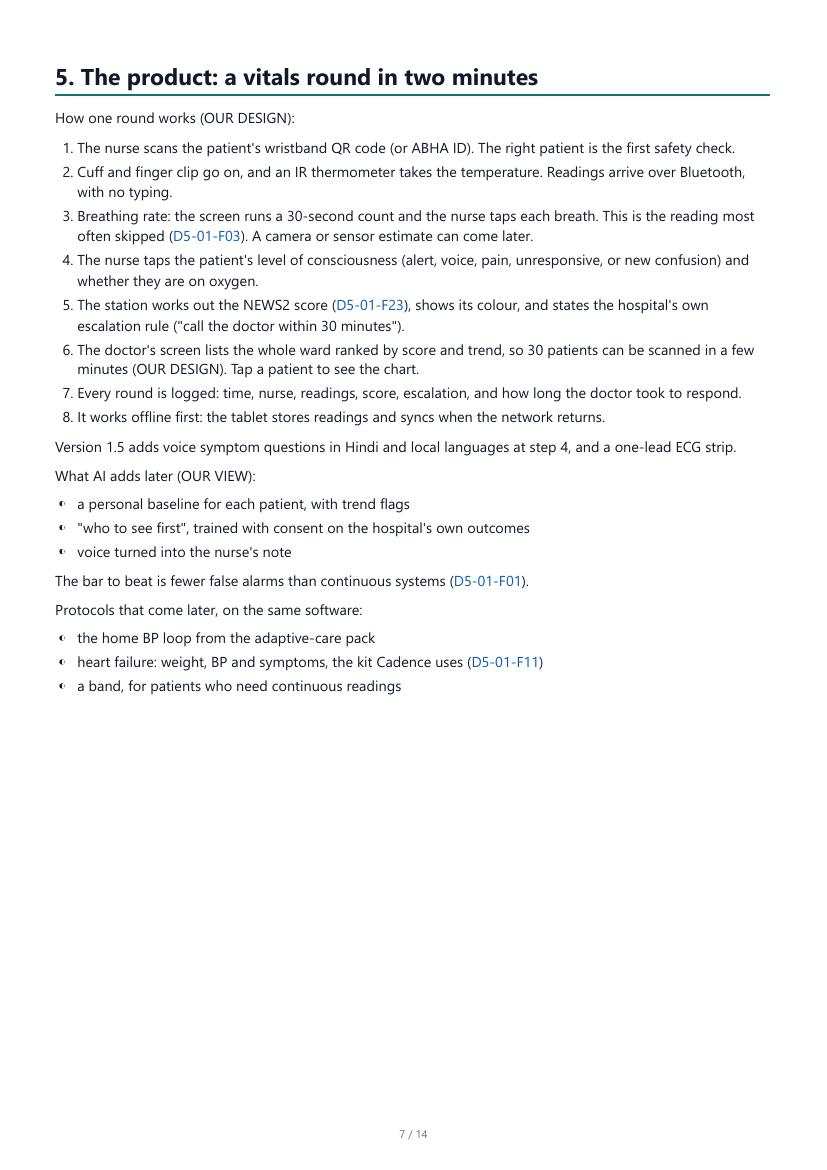 5. The product: a vitals round in two minutes
How one round works (OUR DESIGN):
1. The nurse scans the patient's wristband QR code (or ABHA ID). The right patient is the first safety check.
2. Cuff and finger clip go on, and an IR thermometer takes the temperature. Readings arrive over Bluetooth,
with no typing.
3. Breathing rate: the screen runs a 30-second count and the nurse taps each breath. This is the reading most
often skipped (D5-01-F03). A camera or sensor estimate can come later.
4. The nurse taps the patient's level of consciousness (alert, voice, pain, unresponsive, or new confusion) and
whether they are on oxygen.
5. The station works out the NEWS2 score (D5-01-F23), shows its colour, and states the hospital's own
escalation rule ("call the doctor within 30 minutes").
6. The doctor's screen lists the whole ward ranked by score and trend, so 30 patients can be scanned in a few
minutes (OUR DESIGN). Tap a patient to see the chart.
7. Every round is logged: time, nurse, readings, score, escalation, and how long the doctor took to respond.
8. It works offline first: the tablet stores readings and syncs when the network returns.
Version 1.5 adds voice symptom questions in Hindi and local languages at step 4, and a one-lead ECG strip.
What AI adds later (OUR VIEW):
a personal baseline for each patient, with trend flags
"who to see first", trained with consent on the hospital's own outcomes
voice turned into the nurse's note
The bar to beat is fewer false alarms than continuous systems (D5-01-F01).
Protocols that come later, on the same software:
the home BP loop from the adaptive-care pack
heart failure: weight, BP and symptoms, the kit Cadence uses (D5-01-F11)
a band, for patients who need continuous readings
7 / 14